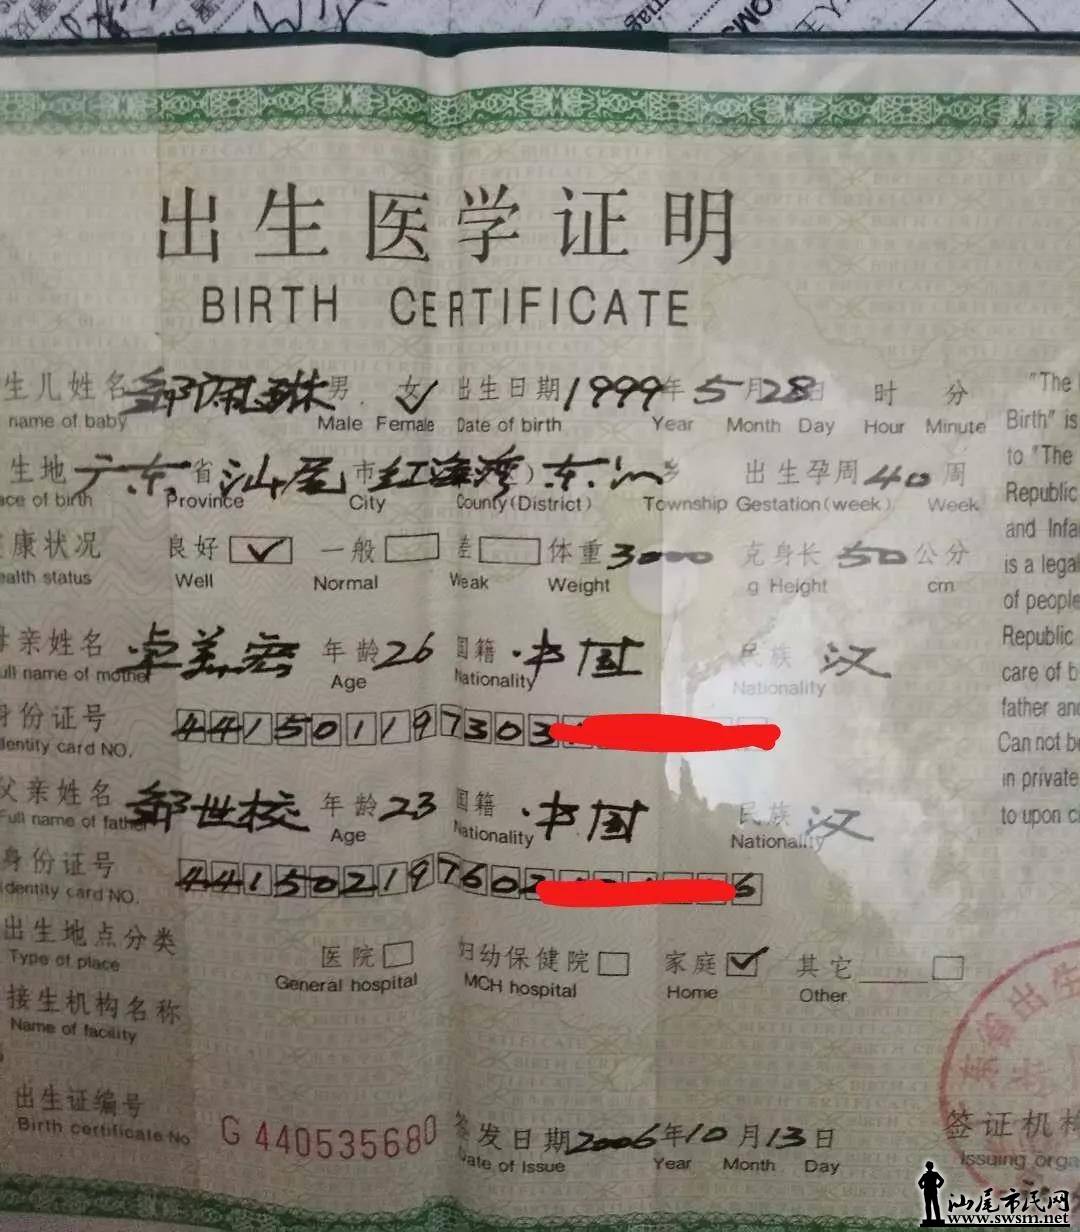 出生医学证明
BIRTH CERTIFICATE
生儿姓名 邹 琳 男 女 ✓ 出生日期 1999 年 5 月 28 日 时 分
name of baby Male Female Date of birth Year Month Day Hour Minute
生地 广东 省 汕尾 市 红海湾 ) 东 乡 出生孕周 40 周
ace of birth Province City County (District) Township Gestation (week) Week
康状况 良好 ✓ 一般 差 体重 3000 克 身长 50 公分
ealth status Well Normal Weak Weight g Height cm
母亲姓名 卓美宏 年龄 26 国籍 中国 民族 汉
ull name of mother Age Nationality Nationality
身份证号 441501197303
dentity card NO.
父亲姓名 邹世校 年龄 23 国籍 中国 民族 汉
Full name of father Age Nationality Nationality
身份证号 441502197602 6
Identity card NO.
出生地点分类 医院 妇幼保健院 家庭 ✓ 其它
Type of place General hospital MCH hospital Home Other
接生机构名称
Name of facility
出生证编号 G 440535680 签发日期 2006 年 10 月 13 日 签证机构
Birth certificate No Date of Issue Year Month Day Issuing orga
"The
Birth" is
to "The
Republic
and Infa
is a lega
of people
Republic
care of b
father and
Can not be
in private
to upon c
东省出生
汕尾市民网
www.swsm.net